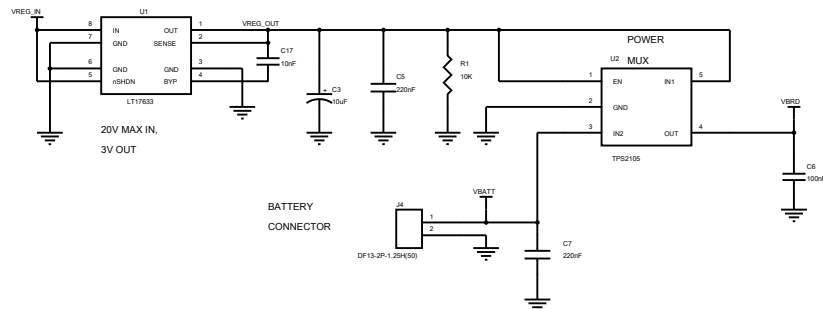 VREG_IN
U1
8 IN OUT 1 VREG_OUT
7 GND SENSE 2
6 GND GND 3
5 nSHDN BYP 4
LT17633
C17
10nF
+
C3
10uF
C5
220nF
R1
10K
POWER
MUX
U2
1 EN IN1 5
2 GND
3 IN2 OUT 4
TPS2105
VBRD
C6
100nF
20V MAX IN,
3V OUT
BATTERY
CONNECTOR
J4
1
2
DF13-2P-1.25H(50)
VBATT
C7
220nF